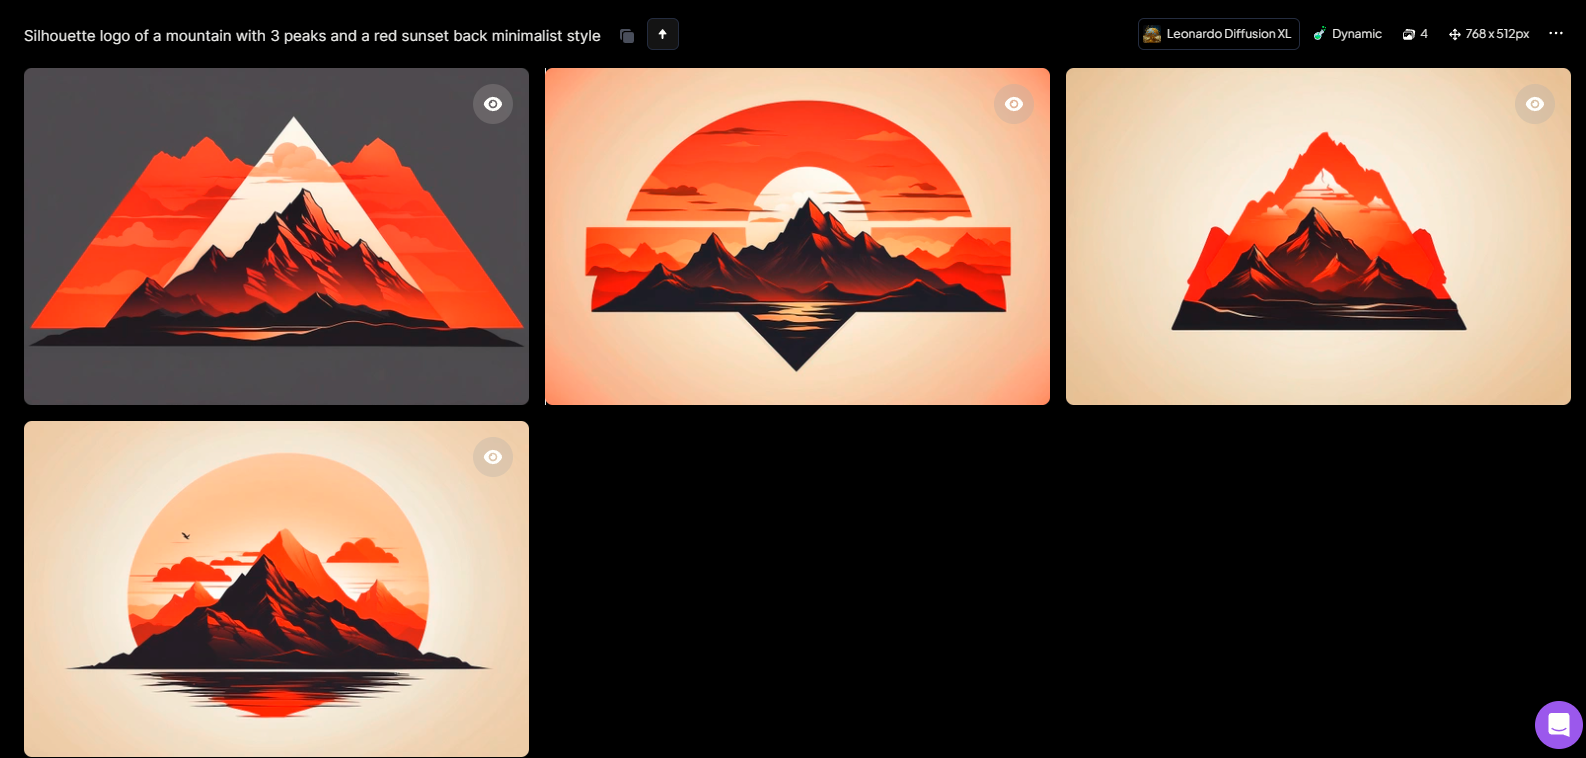 Silhouette logo of a mountain with 3 peaks and a red sunset back minimalist style
Leonardo Diffusion XL
Dynamic
4
768 x 512px